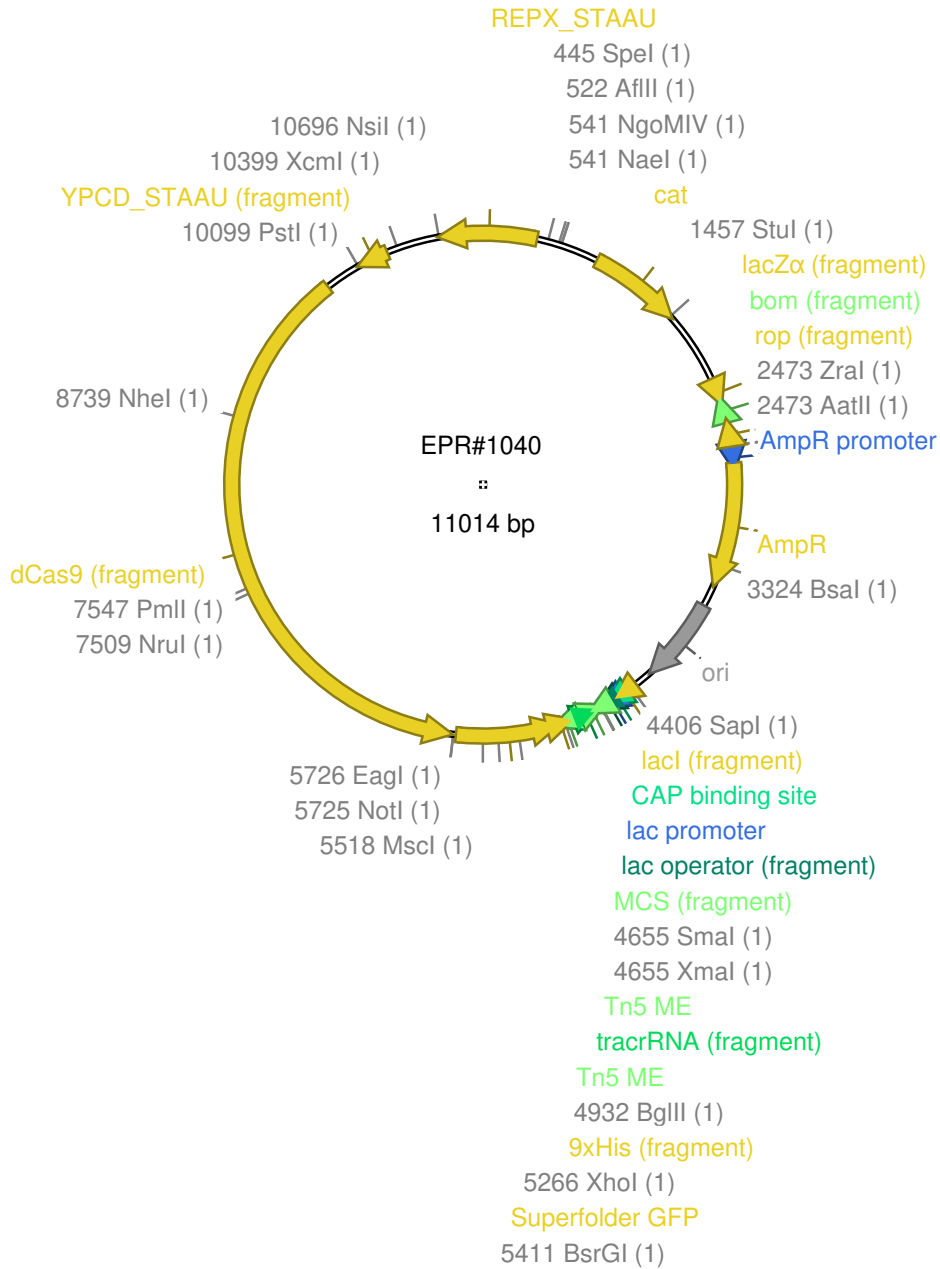 REPX_STAAU
445 SpeI (1)
522 AflII (1)
10696 NsiI (1)
541 NgoMIV (1)
10399 XcmI (1)
541 NaeI (1)
YPCD_STAAU (fragment)
cat
10099 PstI (1)
1457 StuI (1)
lacZα (fragment)
bom (fragment)
rop (fragment)
2473 ZraI (1)
8739 NheI (1)
2473 AatII (1)
EPR#1040
AmpR promoter
11014 bp
AmpR
dCas9 (fragment)
3324 BsaI (1)
7547 PmlI (1)
7509 NruI (1)
ori
4406 SapI (1)
lacI (fragment)
5726 EagI (1)
CAP binding site
5725 NotI (1)
lac promoter
5518 MscI (1)
lac operator (fragment)
MCS (fragment)
4655 SmaI (1)
4655 XmaI (1)
Tn5 ME
tracrRNA (fragment)
Tn5 ME
4932 BglII (1)
9xHis (fragment)
5266 XhoI (1)
Superfolder GFP
5411 BsrGI (1)